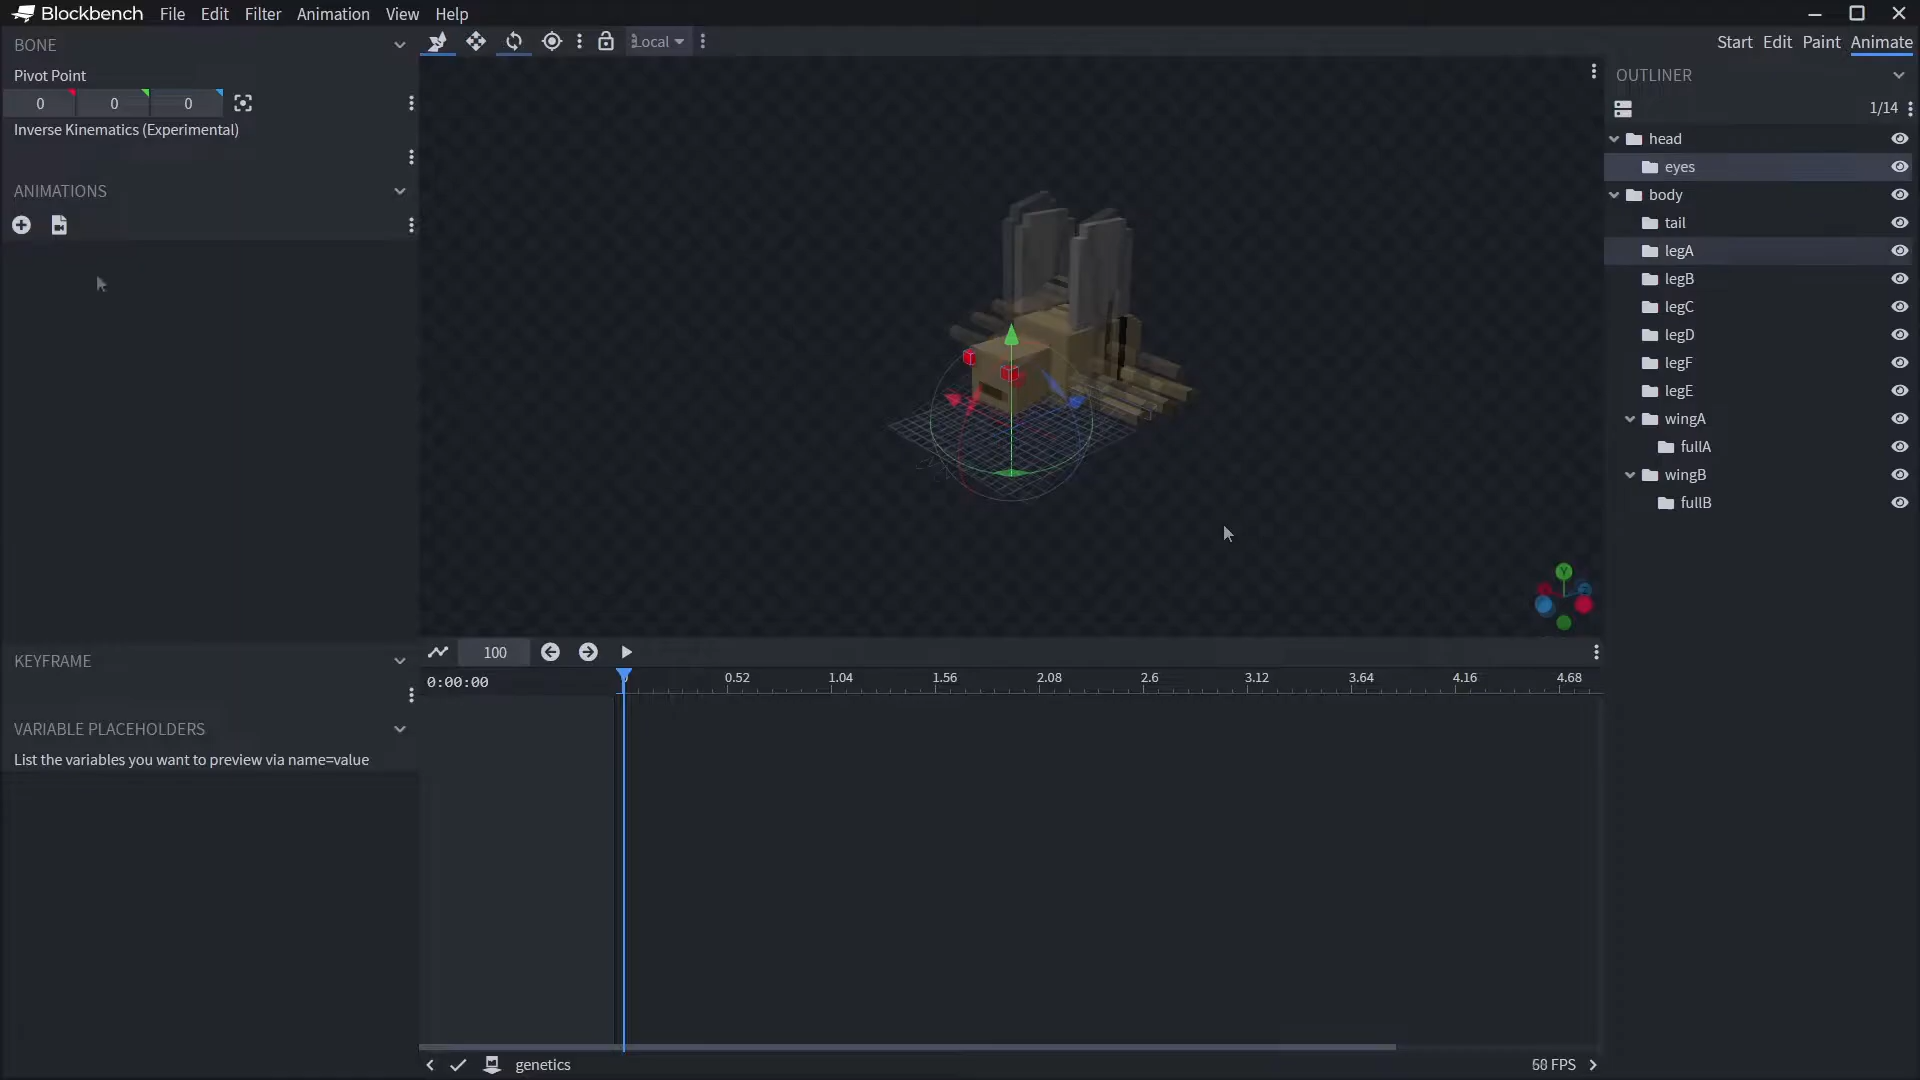 Blockbench File Edit Filter Animation View Help
BONE
Local
Start Edit Paint Animate
Pivot Point
0 0 0
Inverse Kinematics (Experimental)
ANIMATIONS
OUTLINER
1/14
head
eyes
body
tail
legA
legB
legC
legD
legF
legE
wingA
fullA
wingB
fullB
Y
KEYFRAME
VARIABLE PLACEHOLDERS
List the variables you want to preview via name=value
100
0:00:00
0.52 1.04 1.56 2.08 2.6 3.12 3.64 4.16 4.68
genetics
FPS